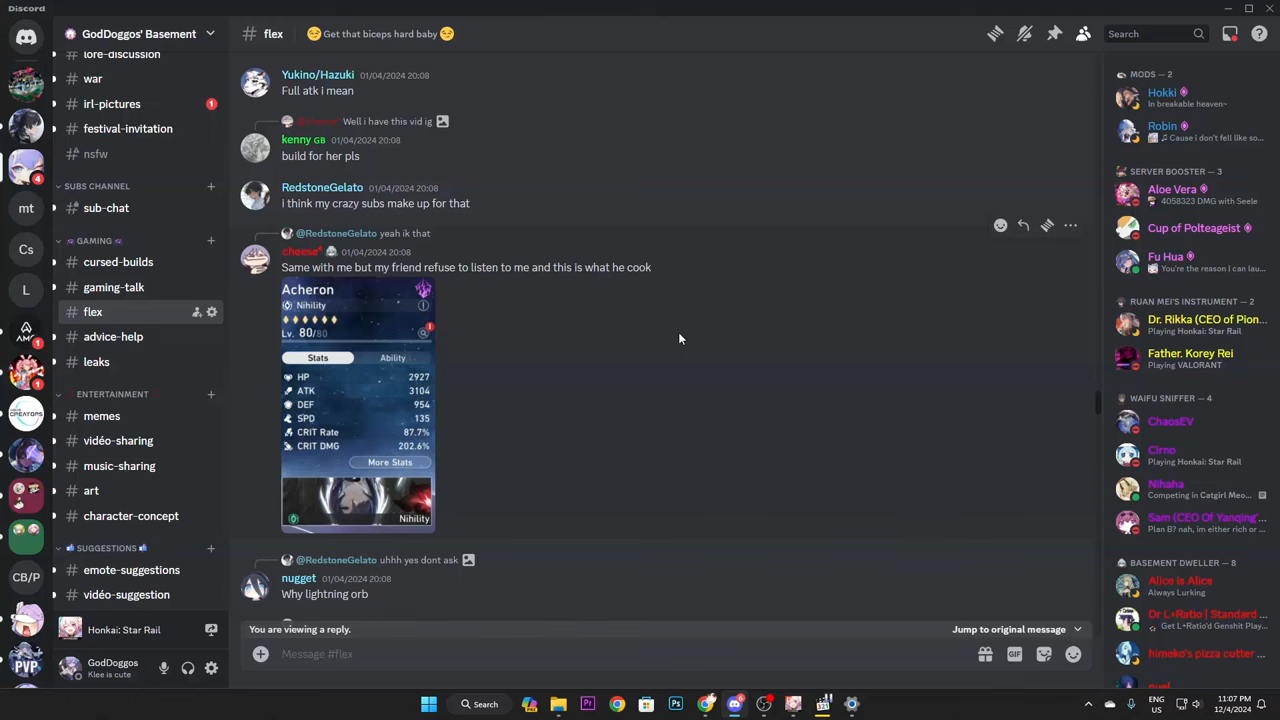 Discord
GodDoggos' Basement
lore-discussion
# war
# irl-pictures 1
# festival-invitation
# nsfw
SUBS CHANNEL +
# sub-chat
GAMING +
# cursed-builds
# gaming-talk
# flex
# advice-help
# leaks
ENTERTAINMENT +
# memes
# vidéo-sharing
# music-sharing
# art
# character-concept
SUGGESTIONS +
# emote-suggestions
# vidéo-suggestion
Honkai: Star Rail
GodDoggos
Klee is cute
4
mt
Cs
L
1
1
CB/P
PVP
# flex
😏 Get that biceps hard baby 😏
Search
Yukino/Hazuki 01/04/2024 20:08
Full atk i mean
Well i have this vid ig
kenny GB 01/04/2024 20:08
build for her pls
RedstoneGelato 01/04/2024 20:08
i think my crazy subs make up for that
@RedstoneGelato yeah ik that
cheese* 01/04/2024 20:08
Same with me but my friend refuse to listen to me and this is what he cook
Acheron
Nihility
Lv. 80/80
Stats Ability
HP 2927
ATK 3104
DEF 954
SPD 135
CRIT Rate 87.7%
CRIT DMG 202.6%
More Stats
Nihility
@RedstoneGelato uhhh yes dont ask
nugget 01/04/2024 20:08
Why lightning orb
You are viewing a reply.
Jump to original message
Message #flex
GIF
MODS — 2
Hokki
In breakable heaven~
Robin
Cause i don't fell like so...
SERVER BOOSTER — 3
Aloe Vera
4058323 DMG with Seele
Cup of Polteageist
Fu Hua
You're the reason I can lau...
RUAN MEI'S INSTRUMENT — 2
Dr. Rikka (CEO of Pion...
Playing Honkai: Star Rail
Father. Korey Rei
Playing VALORANT
WAIFU SNIFFER — 4
ChaosEV
Cirno
Playing Honkai: Star Rail
Nihaha
Competing in Catgirl Meo...
Sam (CEO Of Yanqing'...
Plan B? nah, im either rich or ...
BASEMENT DWELLER — 8
Alice is Alice
Always Lurking
Dr L+Ratio | Standard ...
Get L+Ratio'd Genshit Play...
himeko's pizza cutter ...
Search
ENG
US
11:07 PM
12/4/2024